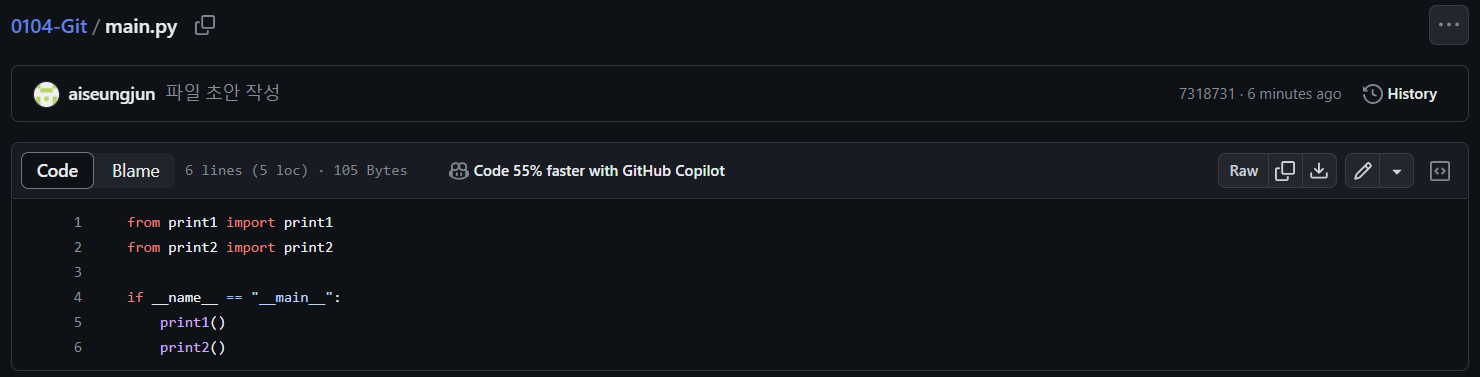 0104-Git / main.py
aiseungjun 파일 초안 작성 7318731 · 6 minutes ago History
Code Blame 6 lines (5 loc) · 105 Bytes Code 55% faster with GitHub Copilot Raw
1 from print1 import print1
2 from print2 import print2
3
4 if __name__ == "__main__":
5     print1()
6     print2()